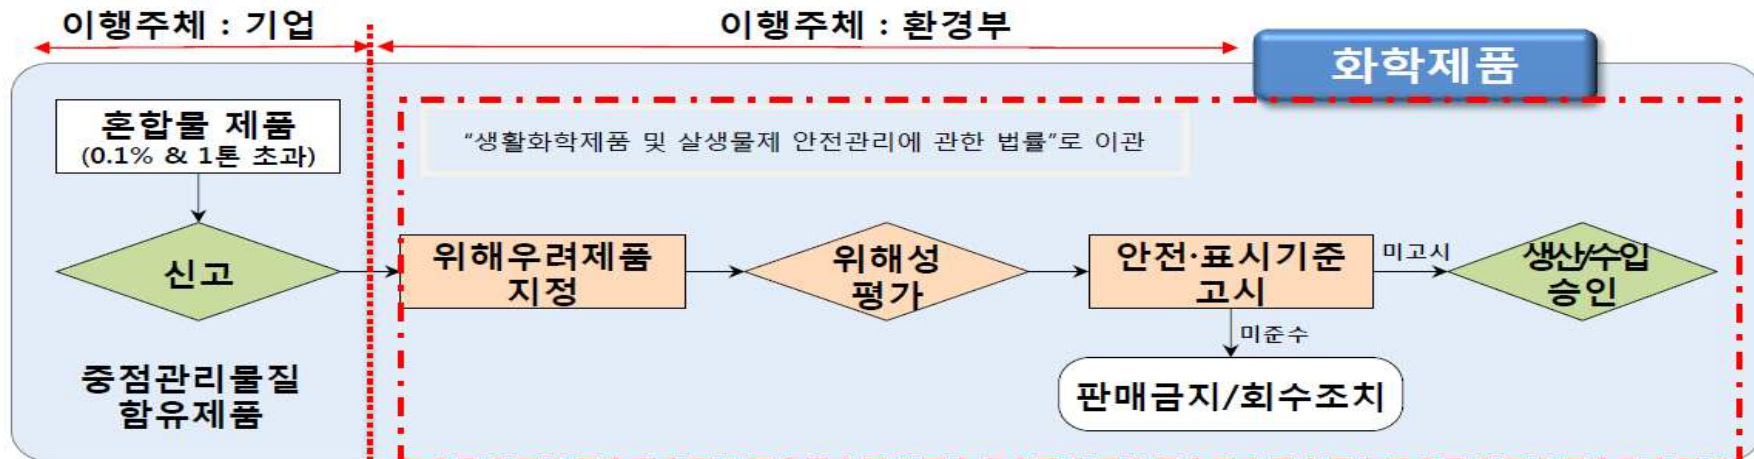 이행주체 : 기업
이행주체 : 환경부
화학제품
혼합물 제품
(0.1% & 1톤 초과)
“생활화학제품 및 살생물제 안전관리에 관한 법률”로 이관
신고
위해우려제품
지정
위해성
평가
안전·표시기준
고시
미고시
생산/수입
승인
미준수
판매금지/회수조치
중점관리물질
함유제품